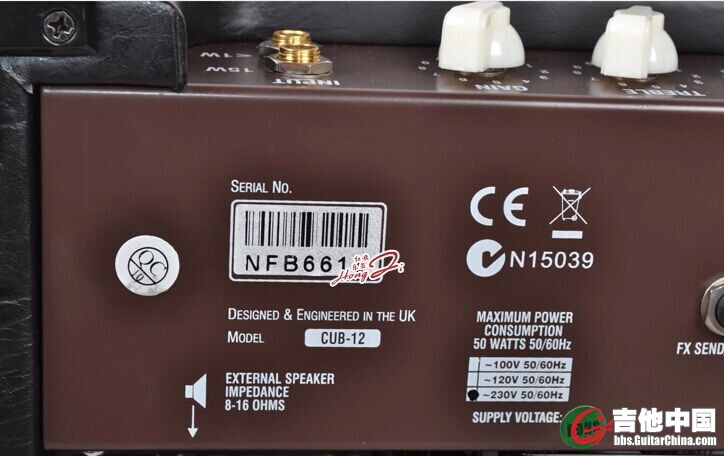 <1W
15W
INPUT
GAIN
TREBLE
SERIAL NO.
NFB661
DESIGNED & ENGINEERED IN THE UK
MODEL CUB-12
EXTERNAL SPEAKER
IMPEDANCE
8-16 OHMS
QC
CE
N15039
MAXIMUM POWER
CONSUMPTION
50 WATTS 50/60Hz
~100V 50/60Hz
~120V 50/60Hz
~230V 50/60Hz
SUPPLY VOLTAGE:
FX SEND
吉他中国
bbs.GuitarChina.com